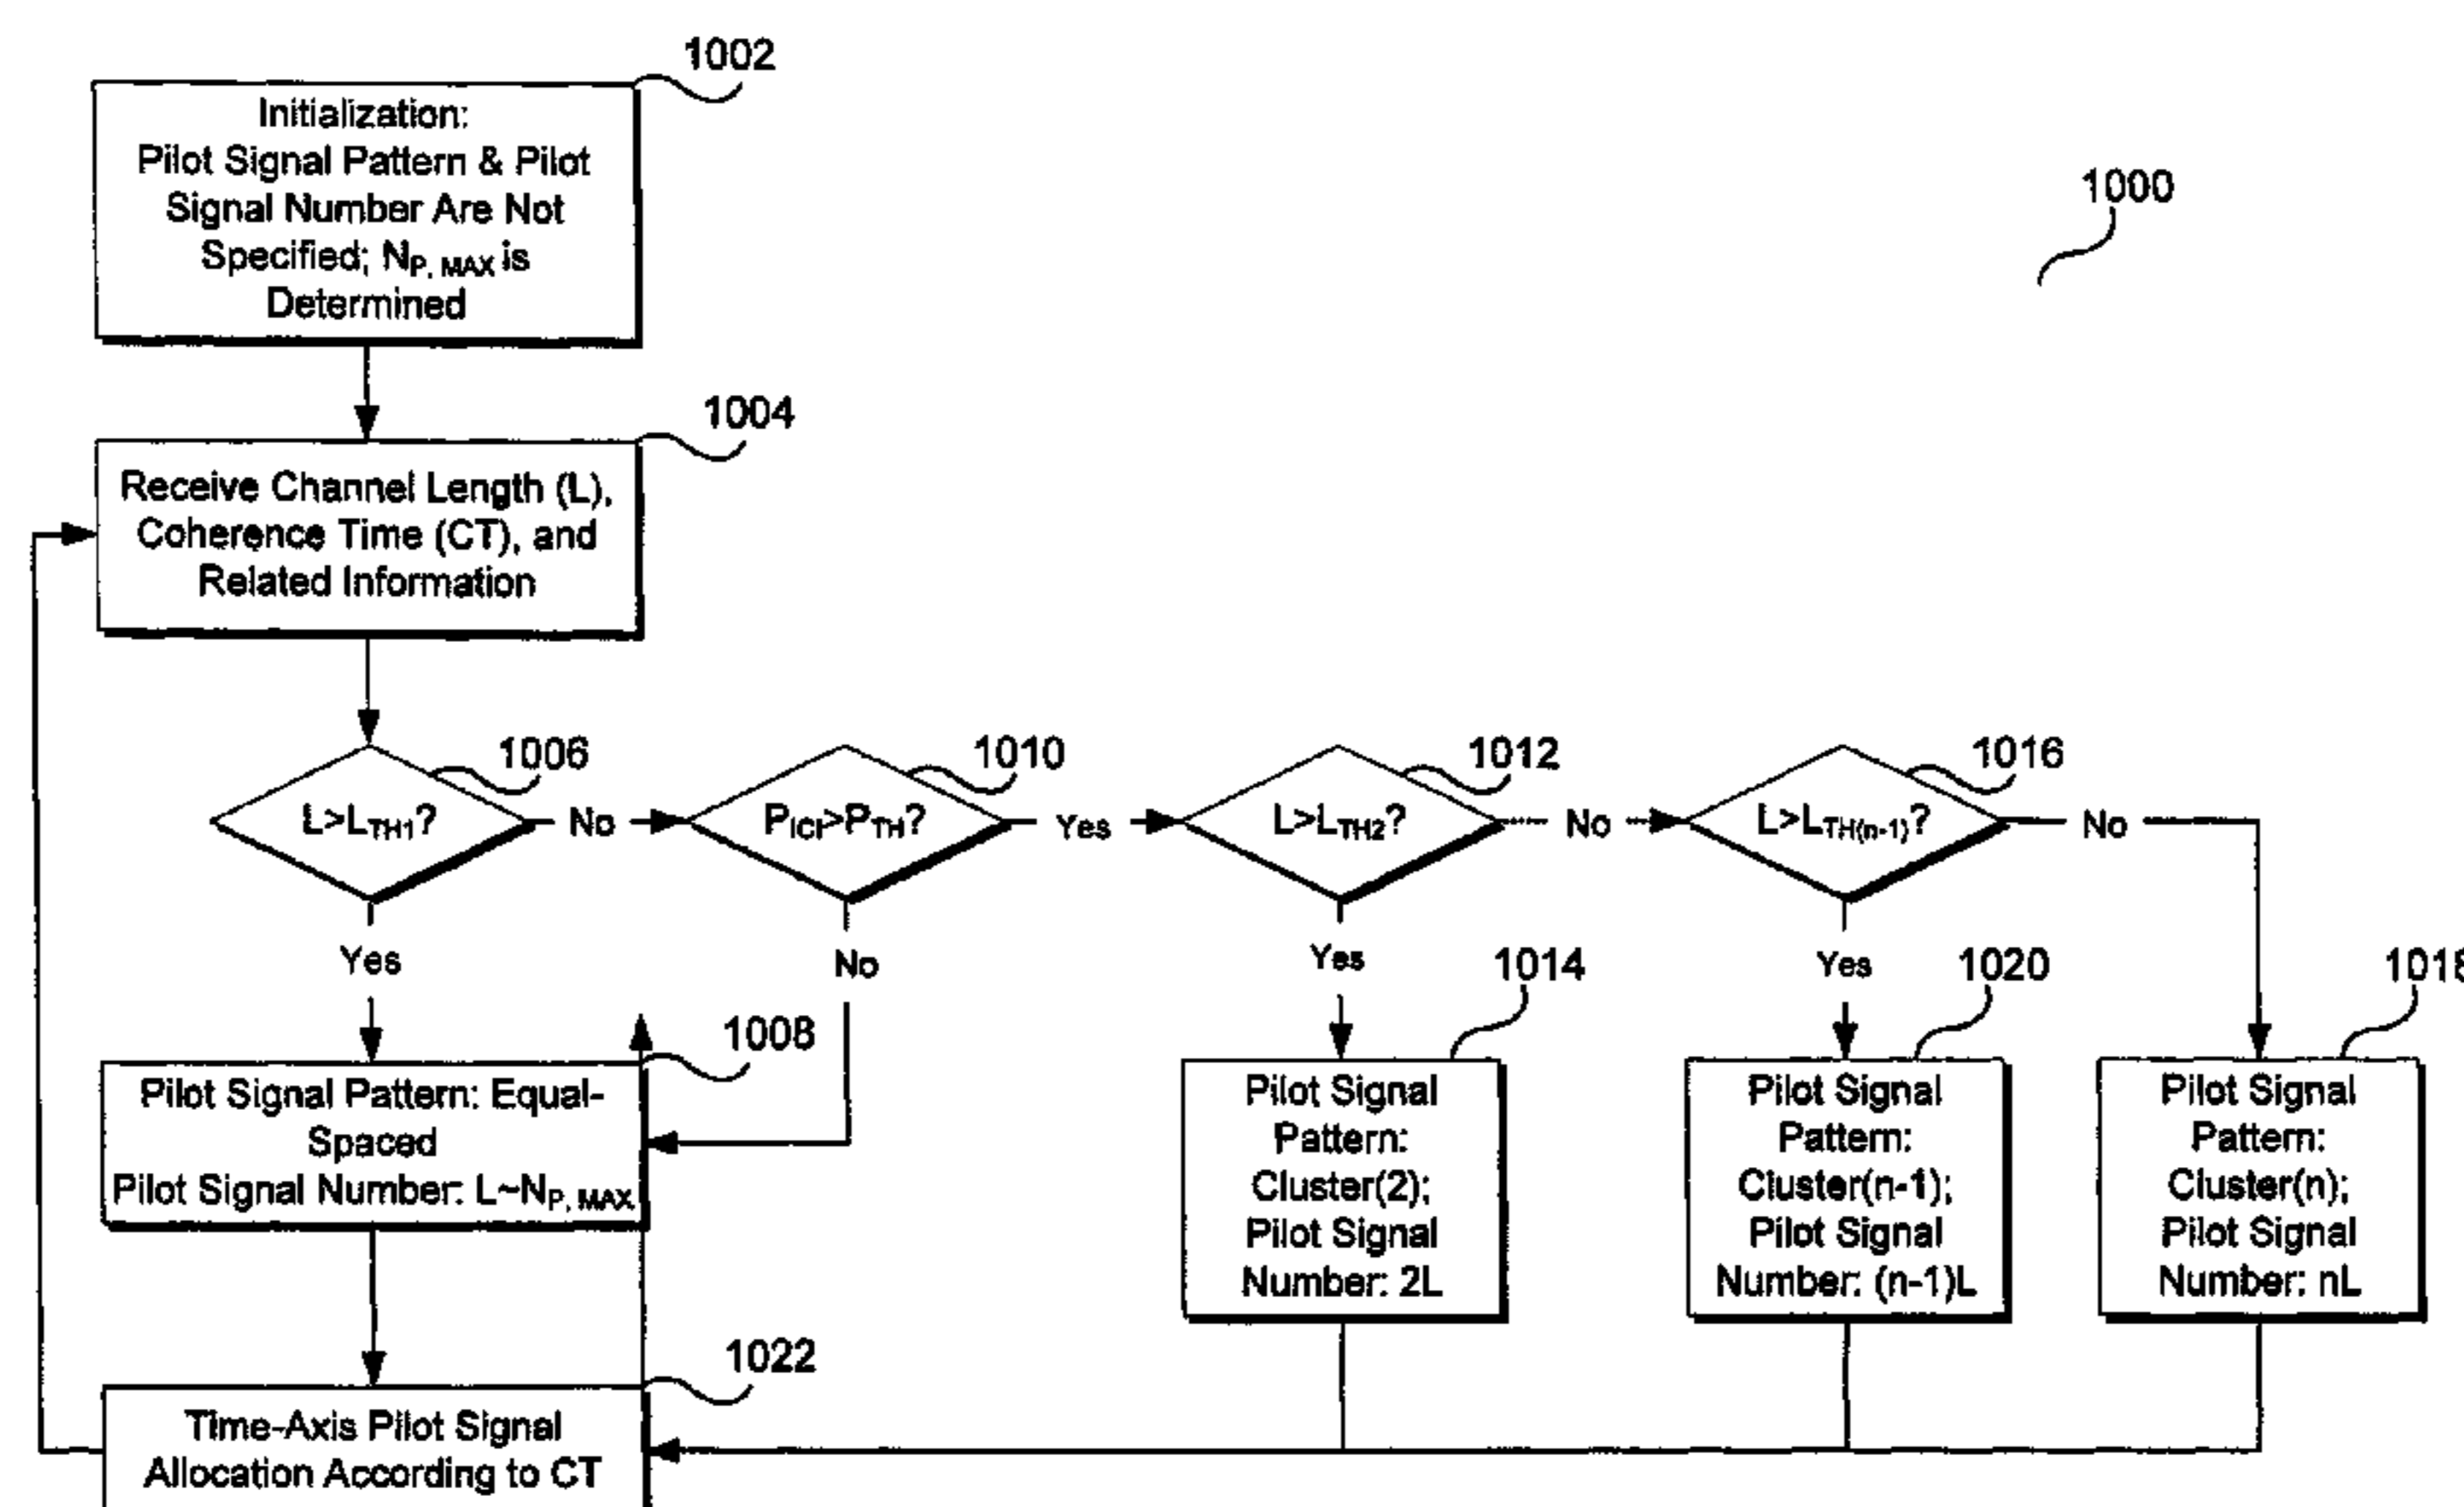 1002
Initialization:
Pilot Signal Pattern & Pilot
Signal Number Are Not
Specified; NP, MAX is
Determined
1000
1004
Receive Channel Length (L),
Coherence Time (CT), and
Related Information
1006
L>LTH1?
No
1010
PICI>PTH?
Yes
1012
L>LTH2?
No
1016
L>LTH(n-1)?
No
Yes
No
Yes
Yes
1008
Pilot Signal Pattern: Equal-
Spaced
Pilot Signal Number: L~NP, MAX
1014
Pilot Signal
Pattern:
Cluster(2);
Pilot Signal
Number: 2L
1020
Pilot Signal
Pattern:
Cluster(n-1);
Pilot Signal
Number: (n-1)L
1018
Pilot Signal
Pattern:
Cluster(n);
Pilot Signal
Number: nL
1022
Time-Axis Pilot Signal
Allocation According to CT